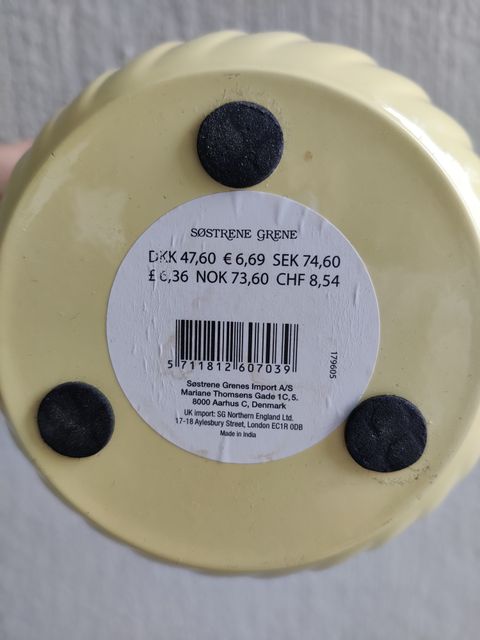 SØSTRENE GRENE
DKK 47,60 € 6,69 SEK 74,60
£ 6,36 NOK 73,60 CHF 8,54
5 711812 607039
179605
Søstrene Grenes Import A/S
Mariane Thomsens Gade 1C, 5.
8000 Aarhus C, Denmark
UK import: SG Northern England Ltd.
17-18 Aylesbury Street, London EC1R 0DB
Made in India